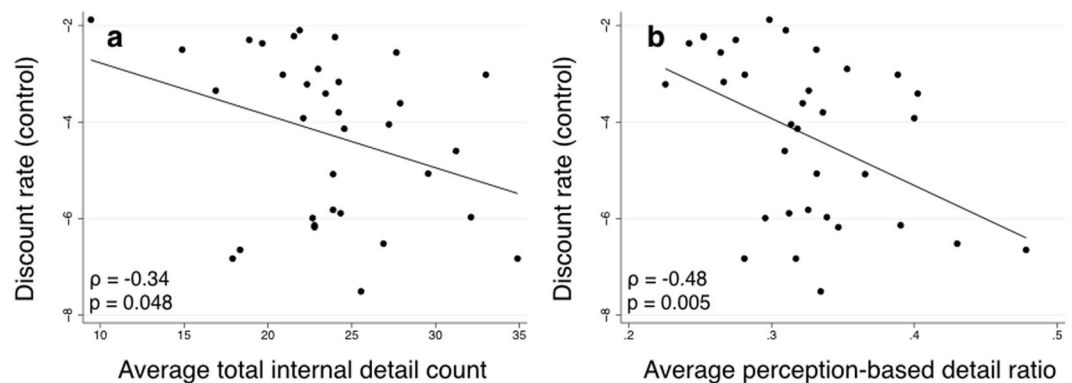 a
-2
-4
-6
-8
Discount rate (control)
ρ = -0.34
p = 0.048
10 15 20 25 30 35
Average total internal detail count
b
-2
-4
-6
-8
Discount rate (control)
ρ = -0.48
p = 0.005
.2 .3 .4 .5
Average perception-based detail ratio